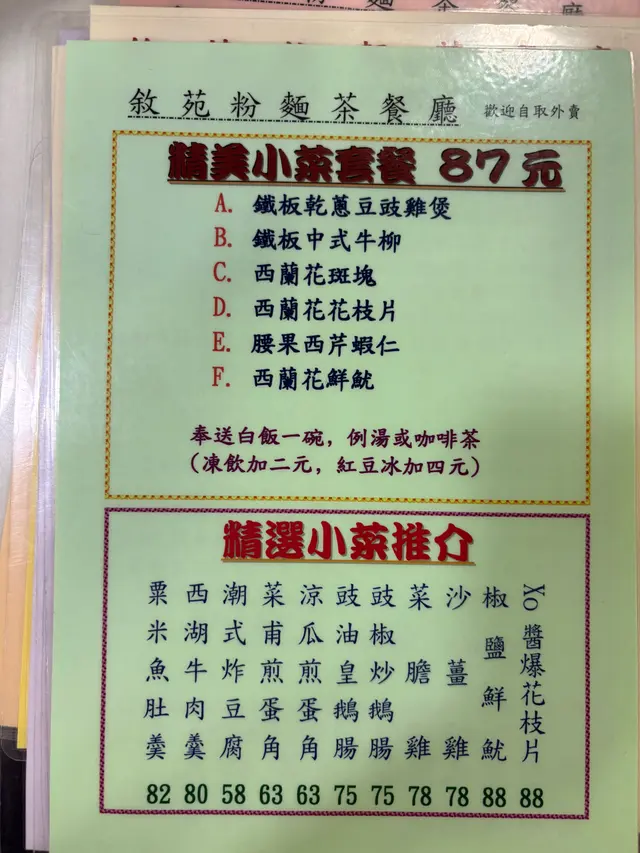 敘苑粉麵茶餐廳 歡迎自取外賣
精美小菜套餐 87元
A. 鐵板乾蔥豆豉雞煲
B. 鐵板中式牛柳
C. 西蘭花斑塊
D. 西蘭花花枝片
E. 腰果西芹蝦仁
F. 西蘭花鮮魷
奉送白飯一碗，例湯或咖啡茶
(凍飲加二元，紅豆冰加四元)
精選小菜推介
Xo醬爆花枝片 88
椒鹽鮮魷 88
沙薑雞 78
菜膽雞 78
豉椒炒鵝腸 75
豉油皇鵝腸 75
涼瓜煎蛋角 63
菜甫煎蛋角 63
潮式炸豆腐 58
西湖牛肉羹 80
粟米魚肚羹 82